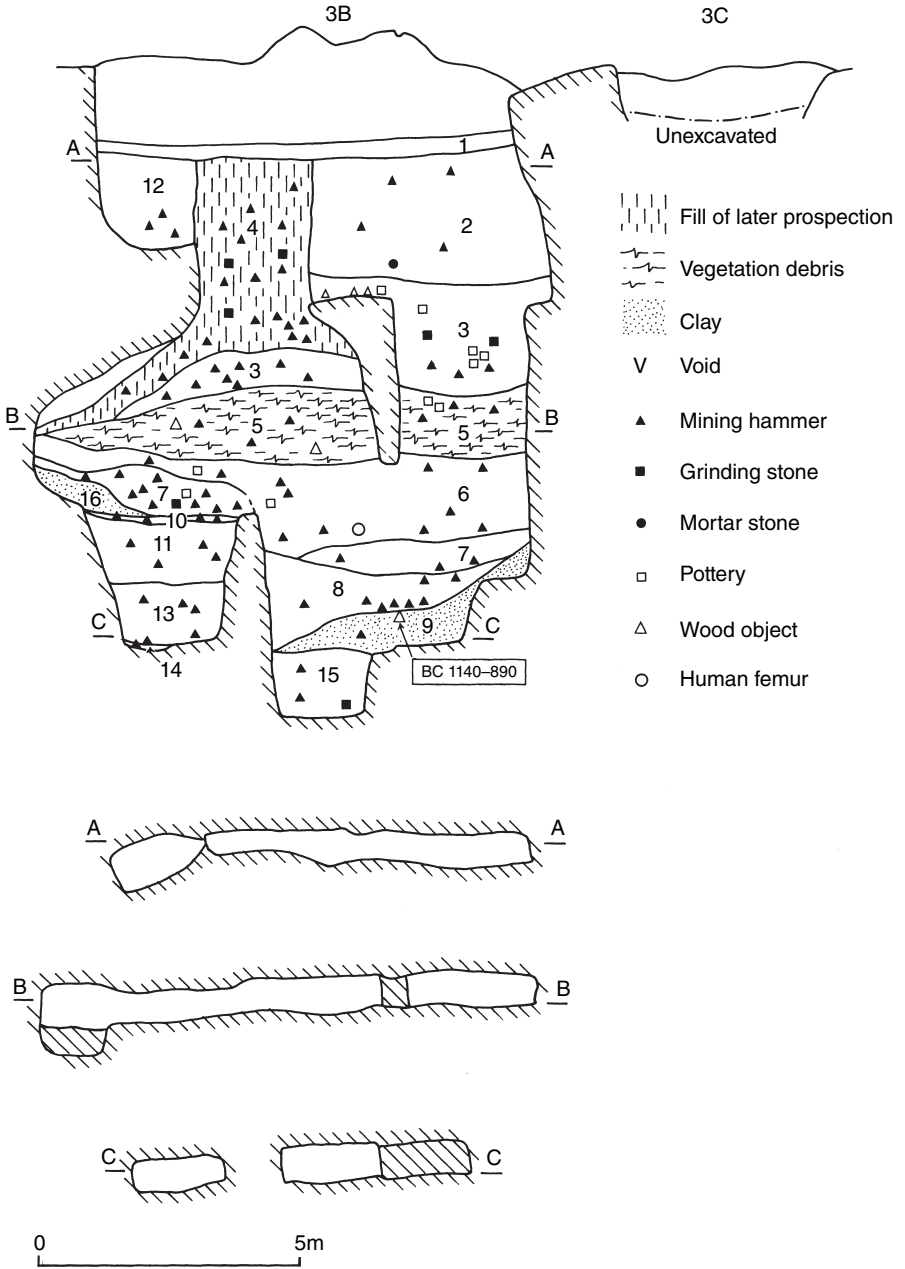 3B
3C
1
A
A
Unexcavated
12
4
2
Fill of later prospection
Vegetation debris
3
Clay
3
V Void
B
B
Mining hammer
5
5
Grinding stone
16
7
6
10
Mortar stone
11
7
Pottery
8
13
C
C
9
Wood object
14
15
BC 1140–890
Human femur
A
A
B
B
C
C
0
5m